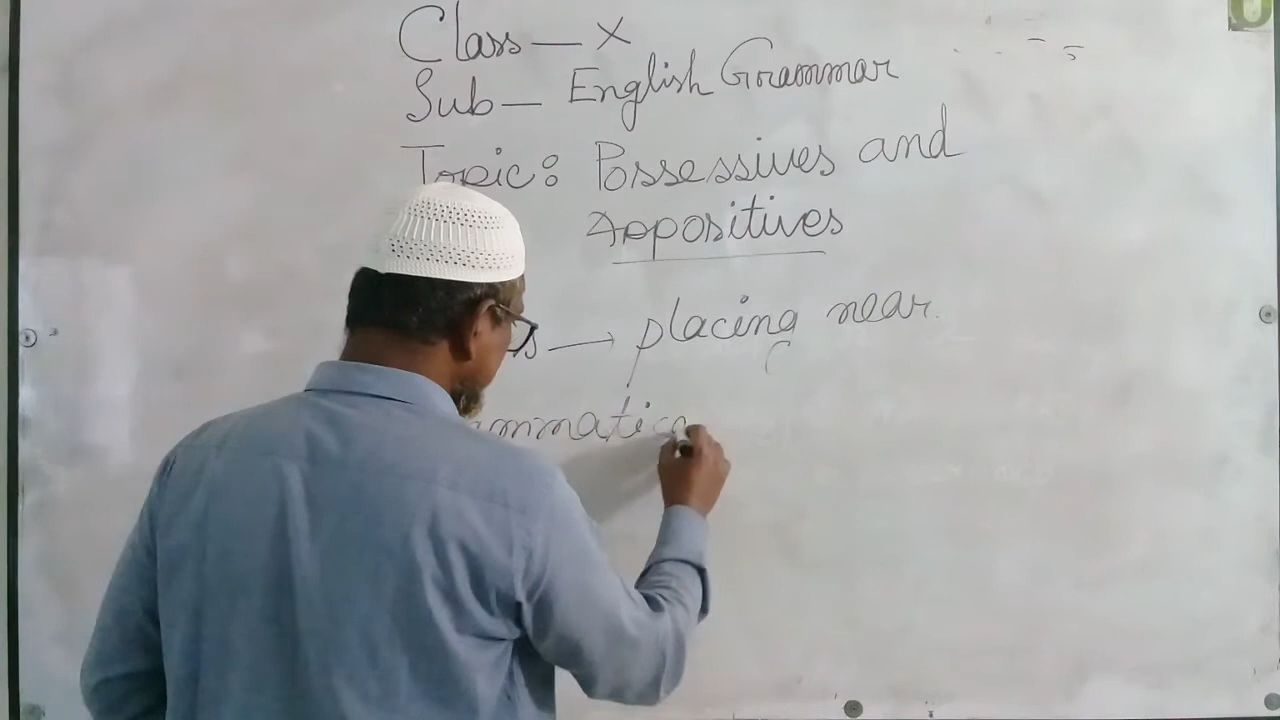 Class — X
Sub — English Grammar
Topic: Possessives and
Appositives
→ placing near.